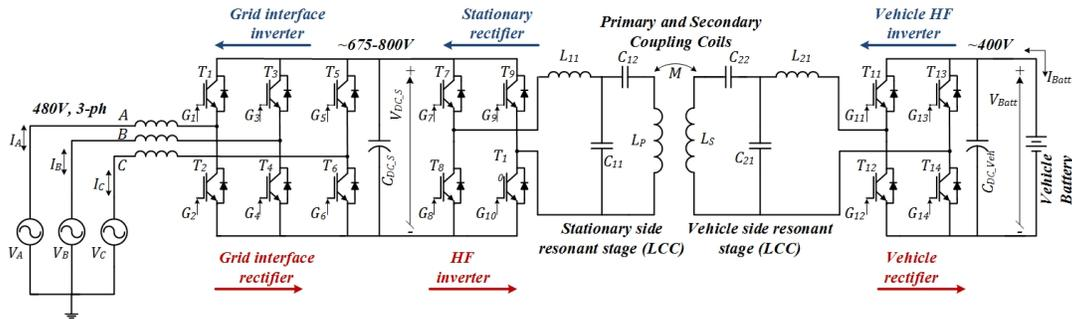 Grid interface
inverter
Stationary
rectifier
Primary and Secondary
Coupling Coils
Vehicle HF
inverter
~675-800V
~400V
480V, 3-ph
T1
T3
T5
T7
T9
L11
C12
M
C22
L21
T11
T13
IBatt
G1
G3
G5
G7
G9
G11
G13
+
VDC_S
CDC_S
+
VBatt
A
B
C
IA
IB
IC
T2
T4
T6
T8
T1
0
C11
LP
LS
C21
T12
T14
CDC_Veh
Vehicle
Battery
G2
G4
G6
G8
G10
G12
G14
-
-
VA
VB
VC
Stationary side
resonant stage (LCC)
Vehicle side resonant
stage (LCC)
Grid interface
rectifier
HF
inverter
Vehicle
rectifier